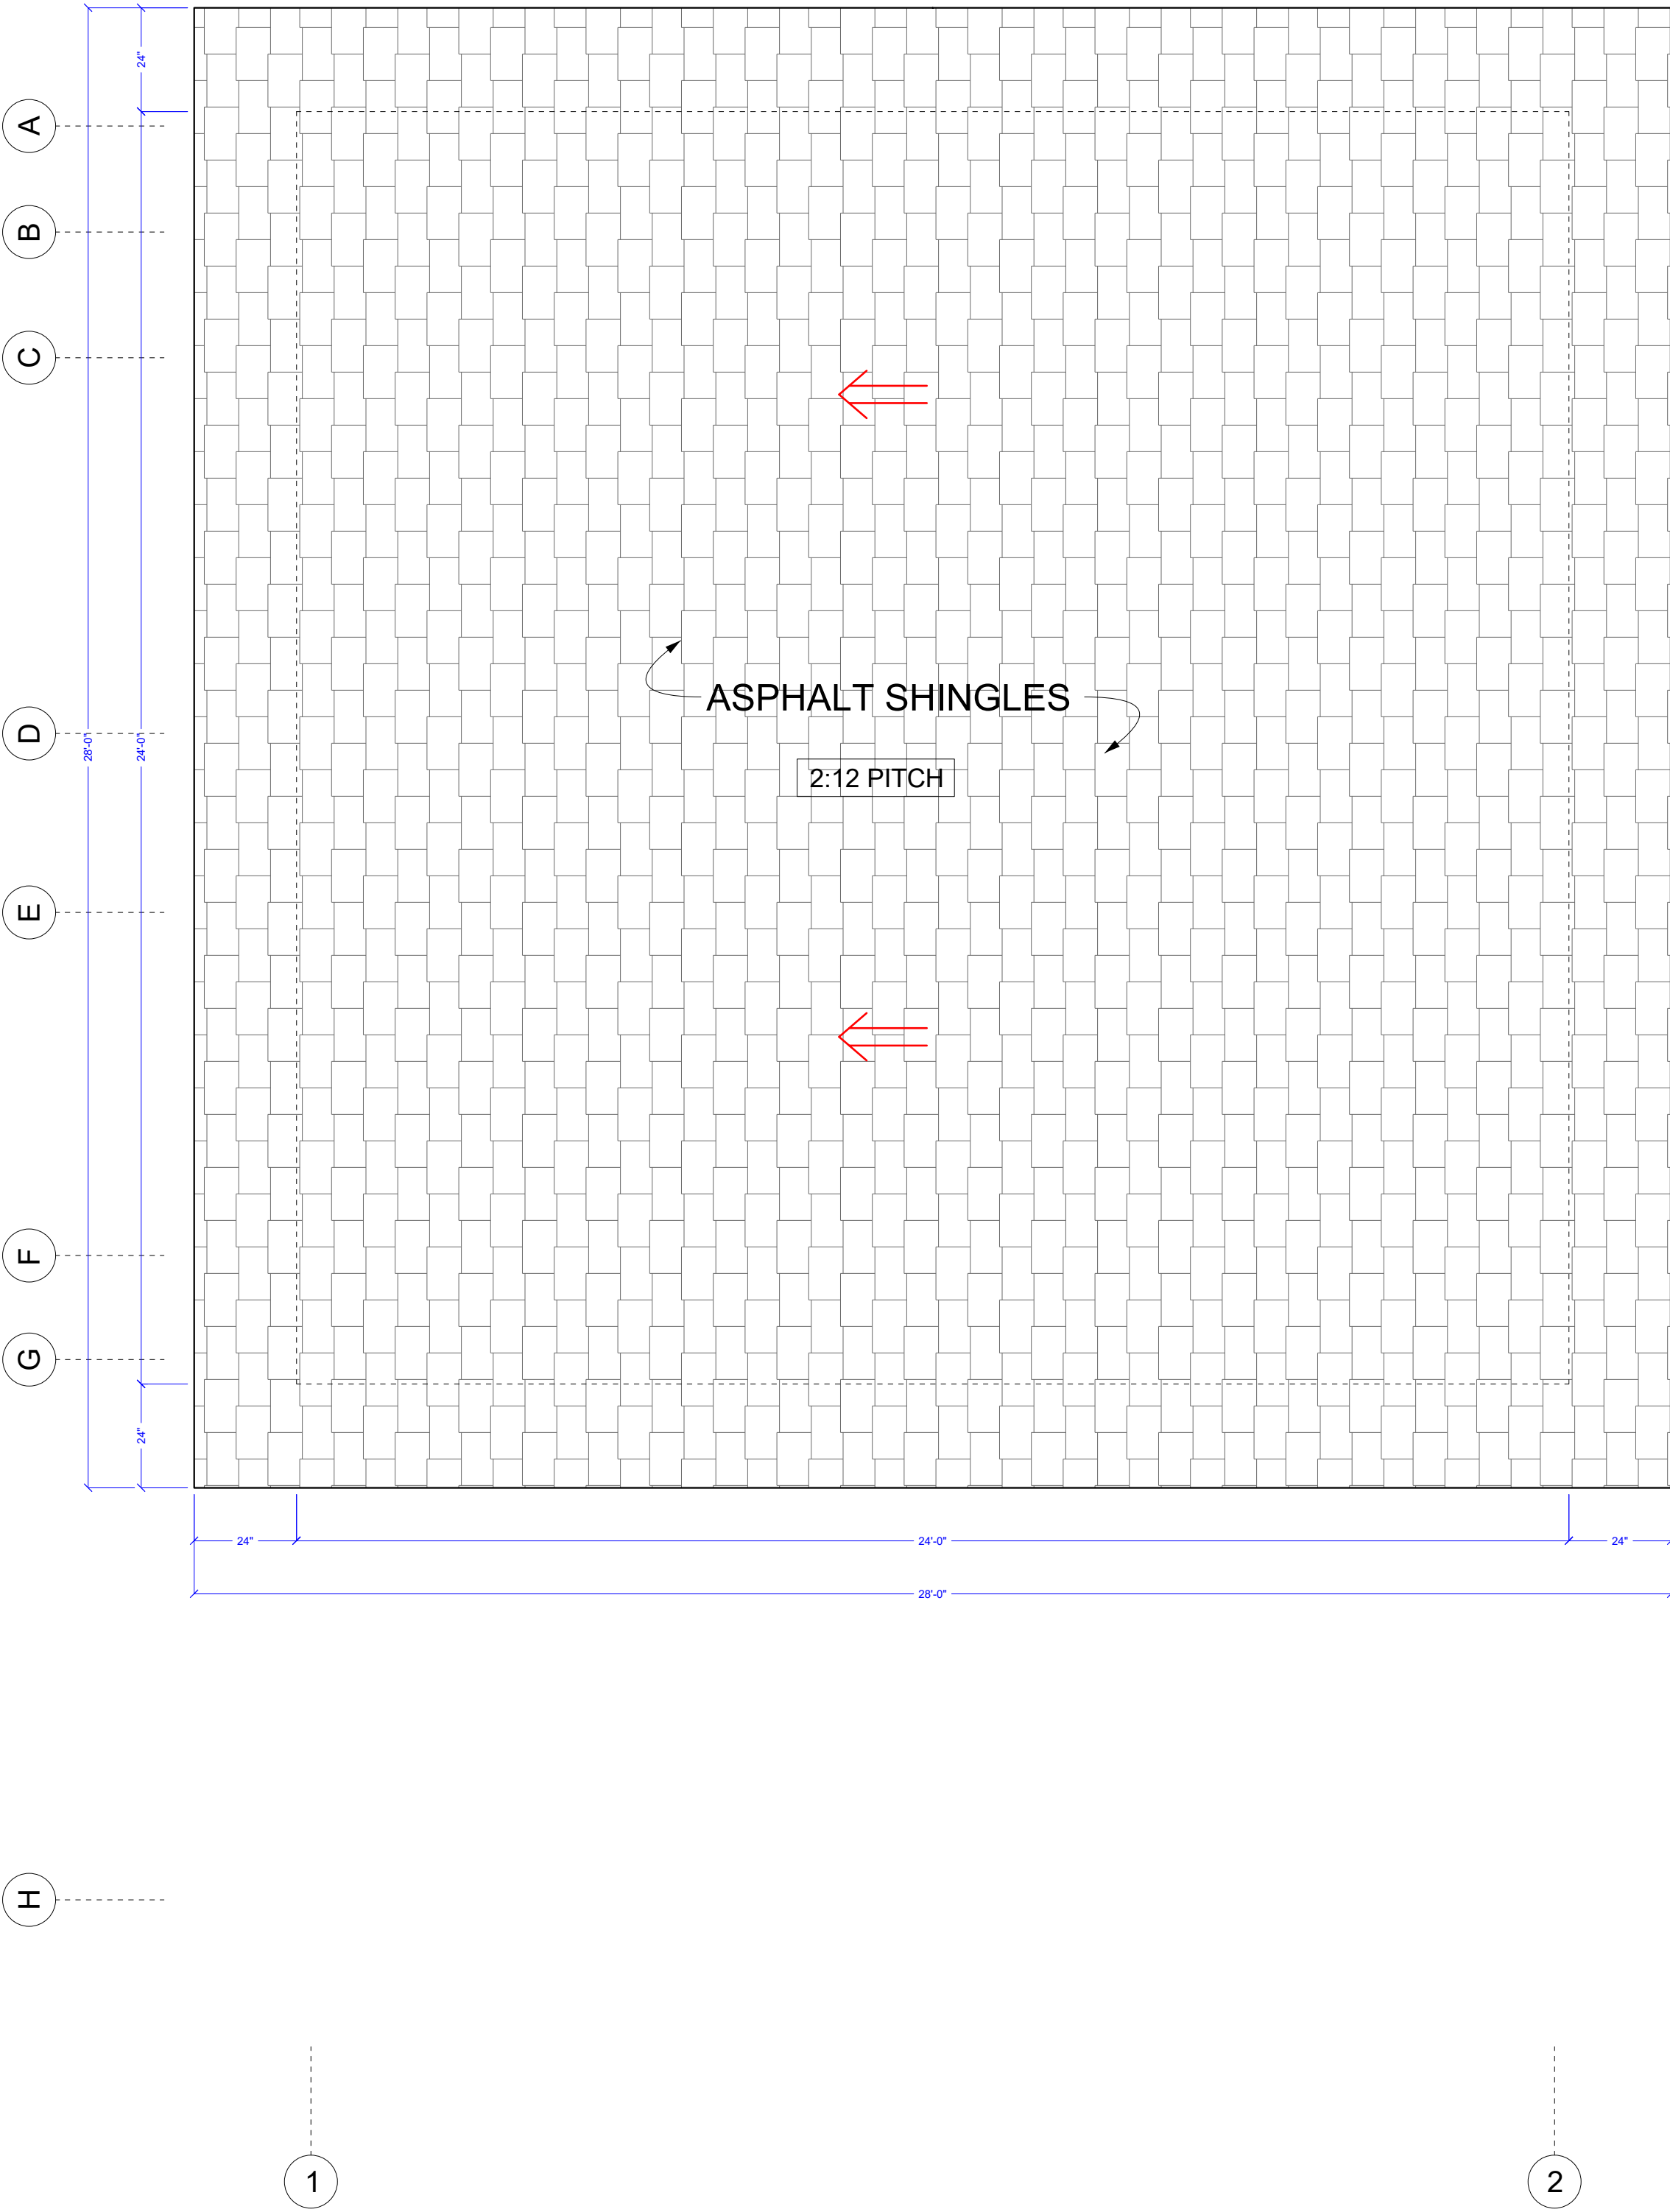 24"
A
B
C
ASPHALT SHINGLES
D
28'-0"
24'-0"
2:12 PITCH
E
F
G
24"
24"
24'-0"
24"
28'-0"
H
1
2